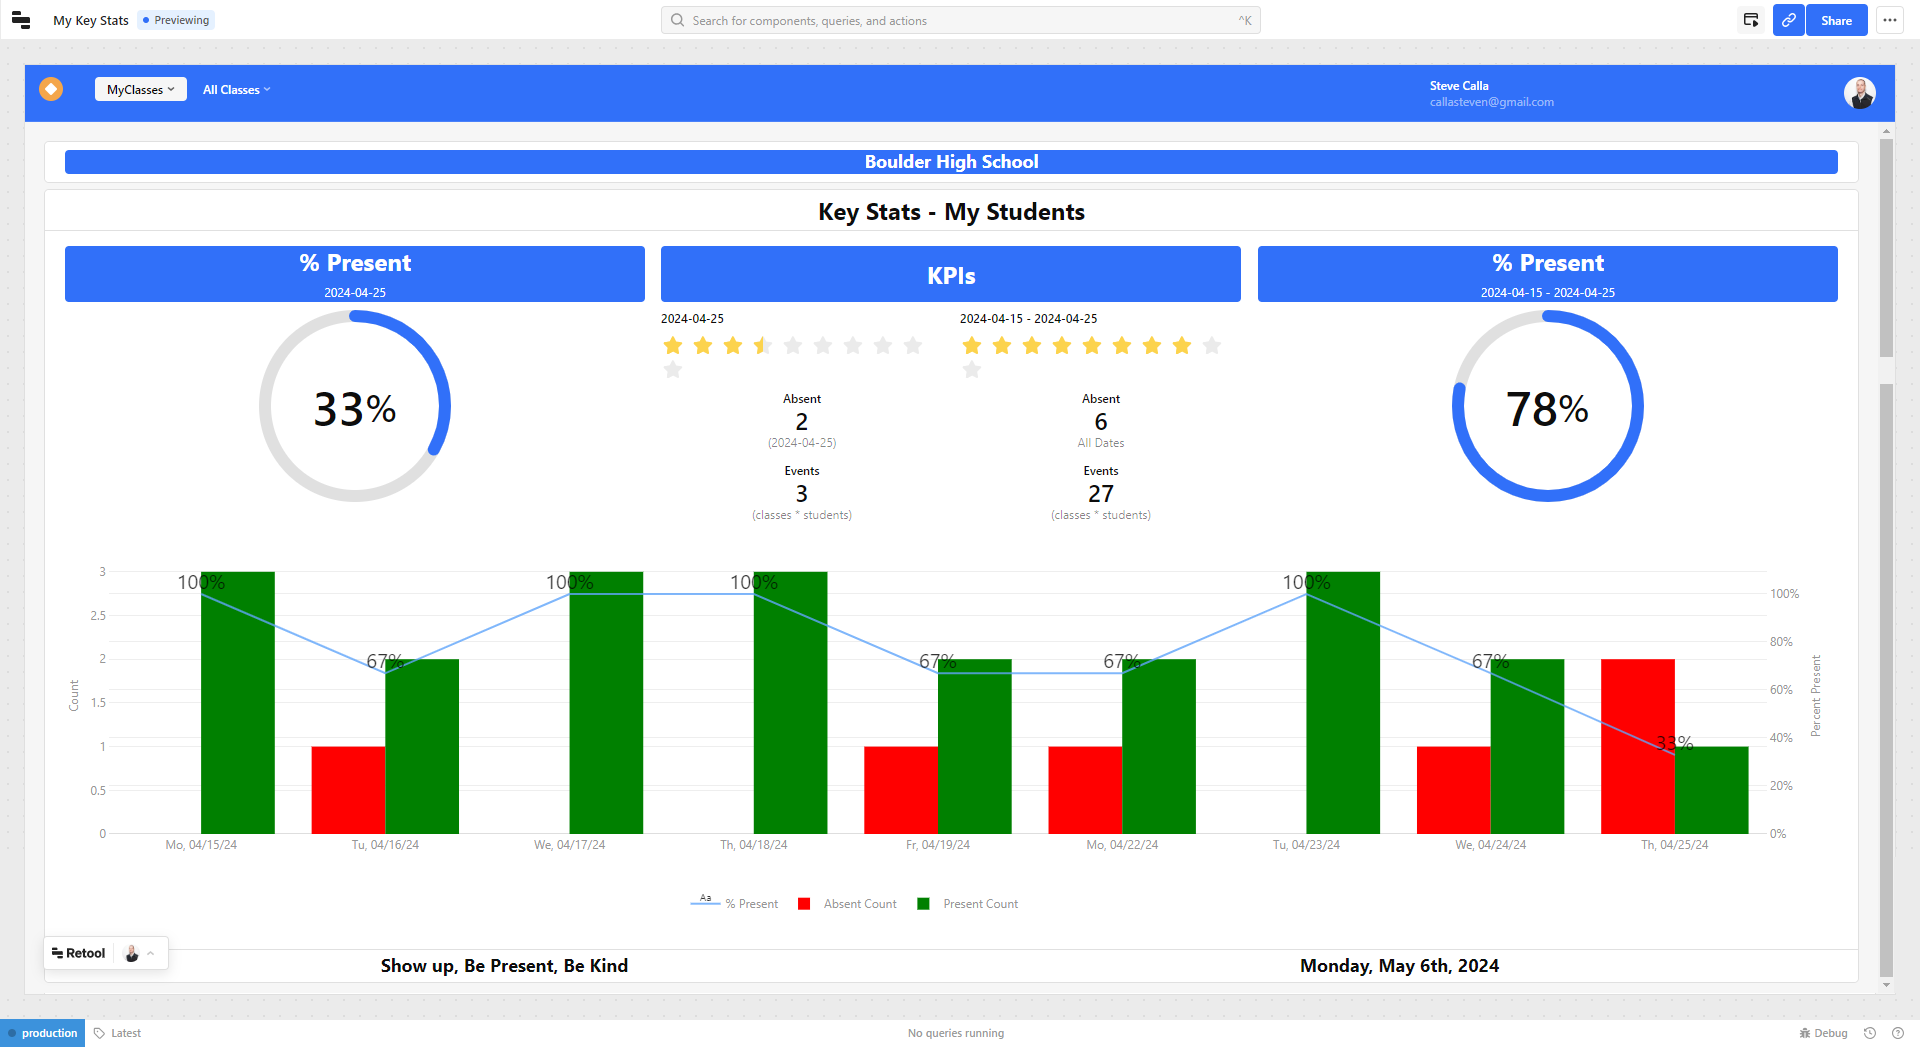 My Key Stats
Previewing
Search for components, queries, and actions
^K
Share
MyClasses
All Classes
Steve Calla
callasteven@gmail.com
Boulder High School
Key Stats - My Students
% Present
2024-04-25
KPIs
% Present
2024-04-15 - 2024-04-25
33%
2024-04-25
2024-04-15 - 2024-04-25
Absent
2
(2024-04-25)
Events
3
(classes * students)
Absent
6
All Dates
Events
27
(classes * students)
78%
Count
3
2.5
2
1.5
1
0.5
0
100%
67%
100%
100%
67%
67%
100%
67%
33%
100%
80%
60%
40%
20%
0%
Percent Present
Mo, 04/15/24
Tu, 04/16/24
We, 04/17/24
Th, 04/18/24
Fr, 04/19/24
Mo, 04/22/24
Tu, 04/23/24
We, 04/24/24
Th, 04/25/24
Aa
% Present
Absent Count
Present Count
Retool
Show up, Be Present, Be Kind
Monday, May 6th, 2024
production
Latest
No queries running
Debug